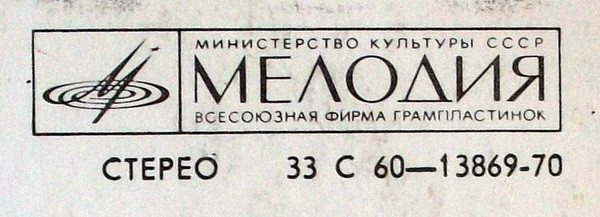 МИНИСТЕРСТВО КУЛЬТУРЫ СССР
МЕЛОДИЯ
ВСЕСОЮЗНАЯ ФИРМА ГРАМПЛАСТИНОК
СТЕРЕО 33 С 60—13869-70